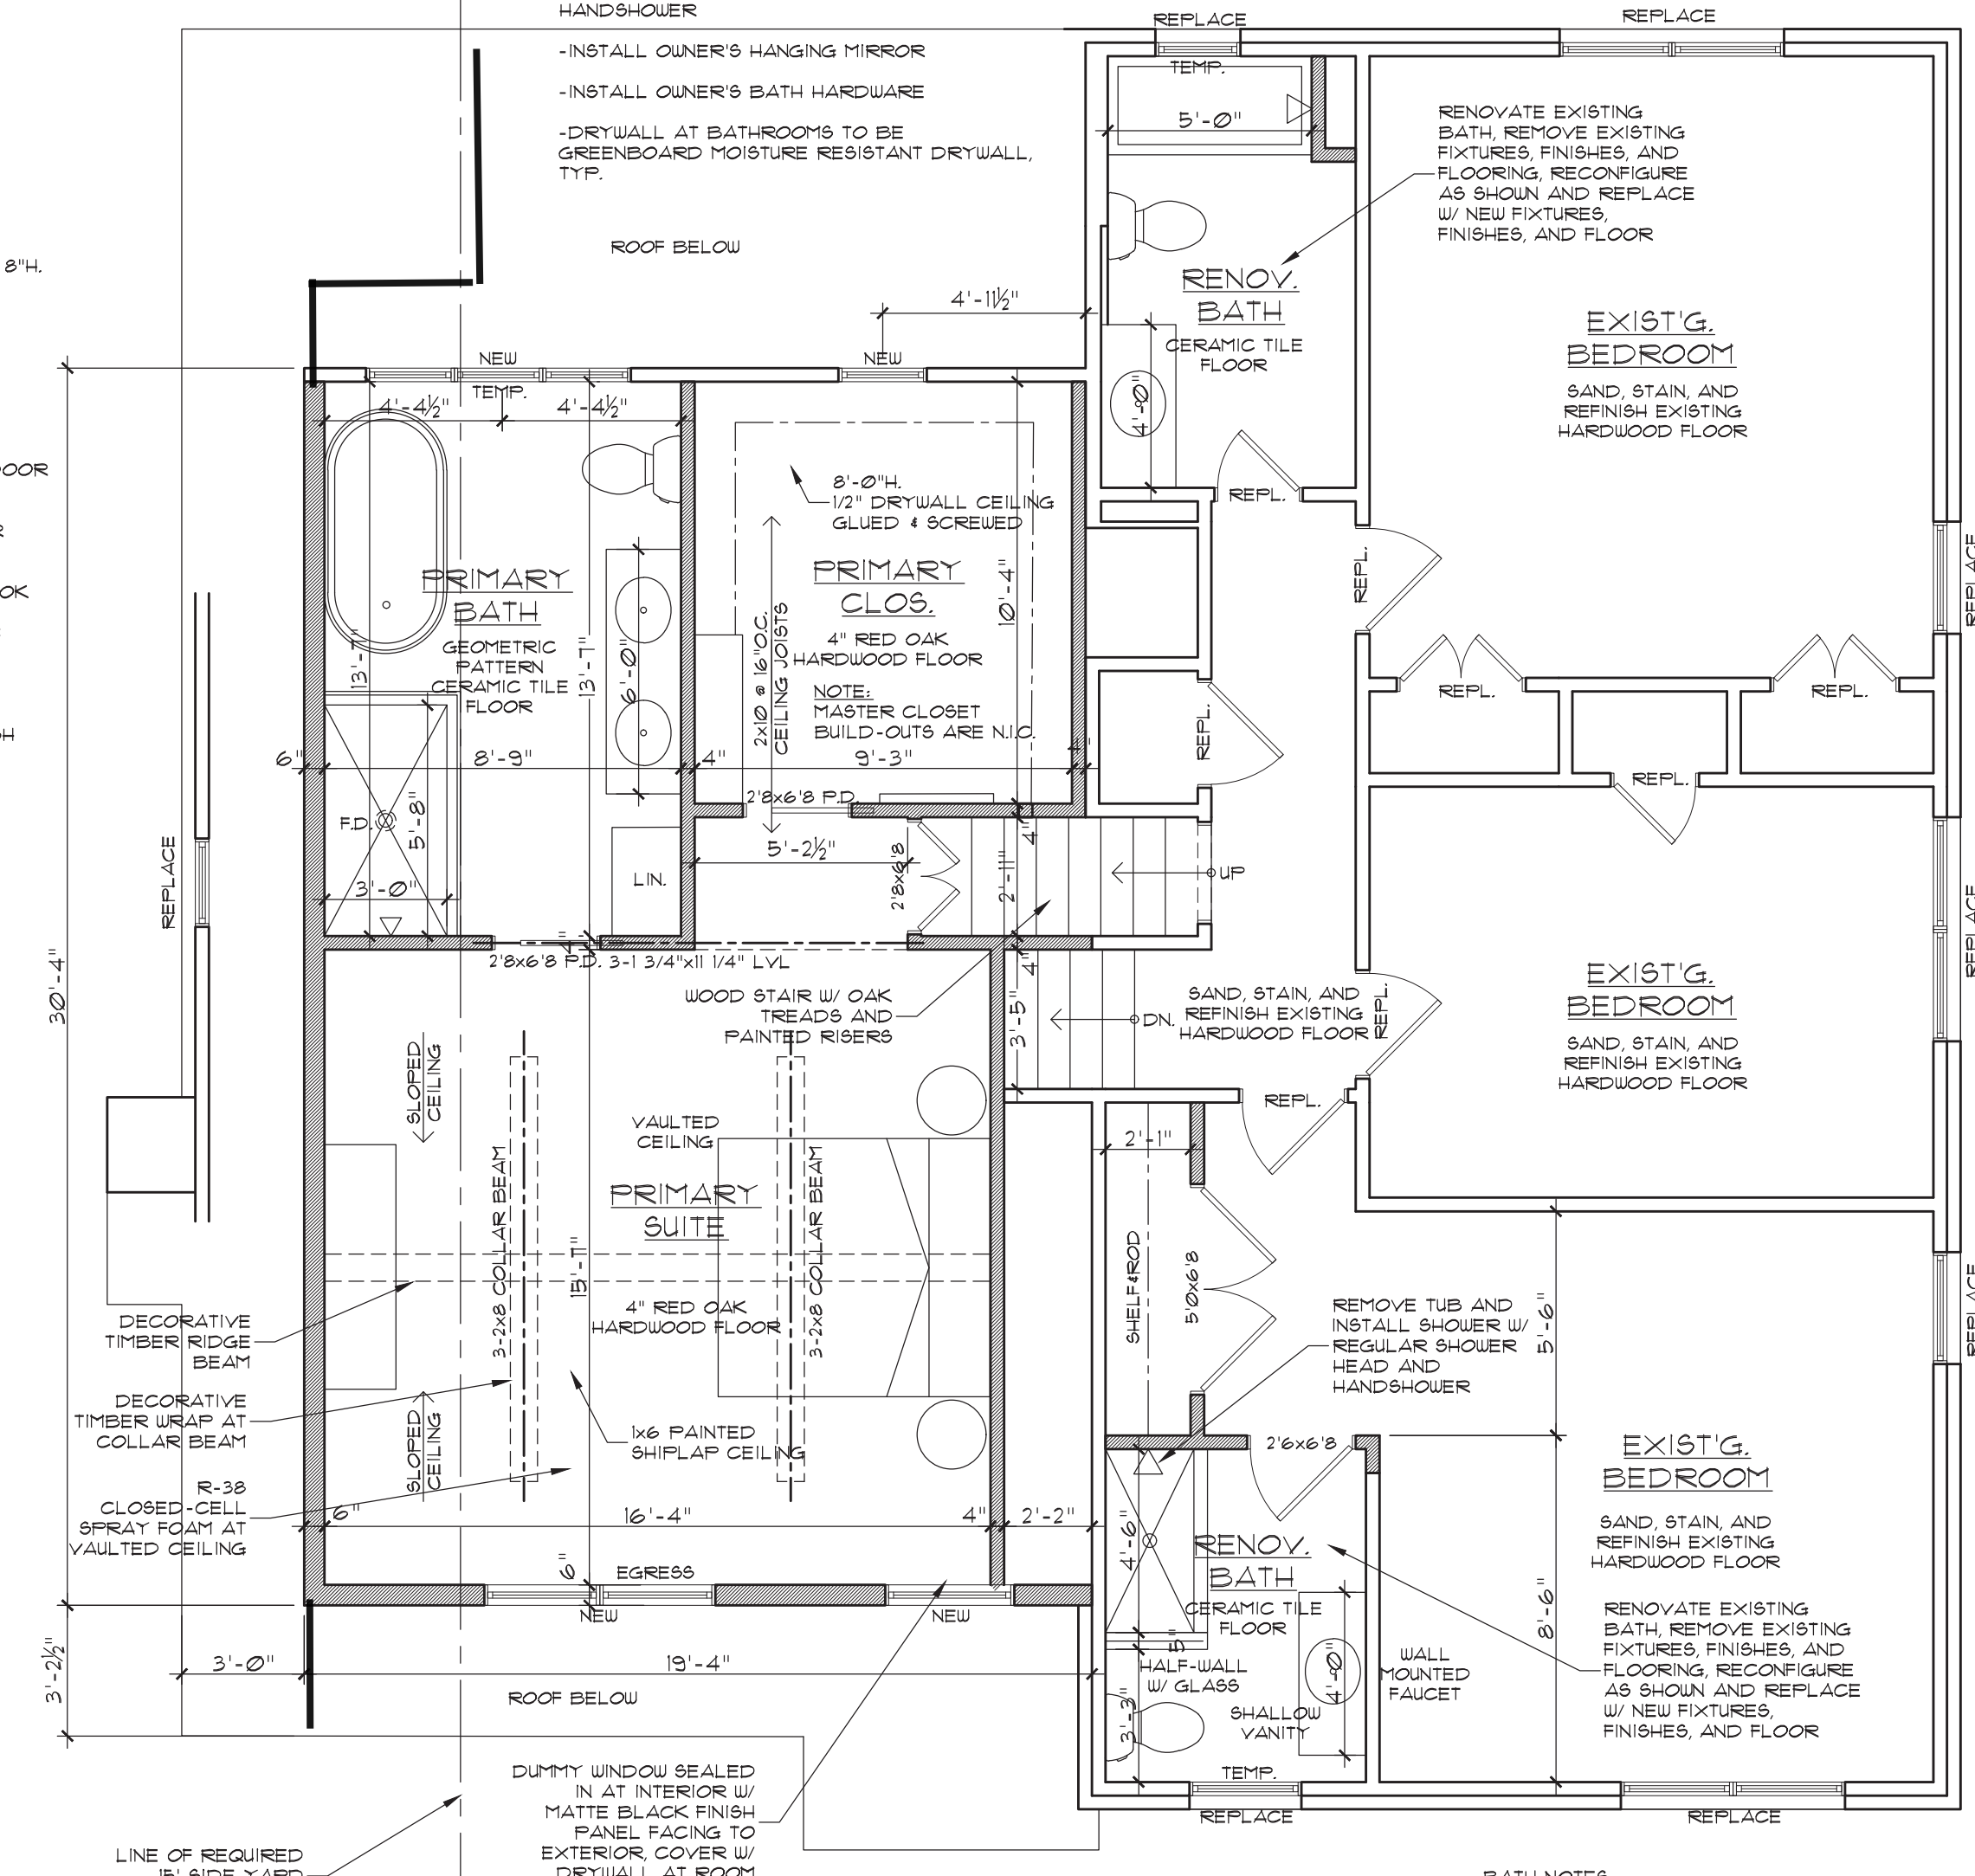 HANDSHOWER
-INSTALL OWNER'S HANGING MIRROR
-INSTALL OWNER'S BATH HARDWARE
-DRYWALL AT BATHROOMS TO BE
GREENBOARD MOISTURE RESISTANT DRYWALL,
TYP.
ROOF BELOW
8"H.
REPLACE
TEMP.
5'-0"
REPLACE
RENOVATE EXISTING
BATH, REMOVE EXISTING
FIXTURES, FINISHES, AND
FLOORING, RECONFIGURE
AS SHOWN AND REPLACE
W/ NEW FIXTURES,
FINISHES, AND FLOOR
RENOV.
BATH
CERAMIC TILE
FLOOR
4'-0"
REPL.
EXIST'G.
BEDROOM
SAND, STAIN, AND
REFINISH EXISTING
HARDWOOD FLOOR
REPL.
REPLACE
REPL.
REPL.
REPL.
REPL.
4'-11½"
NEW
TEMP.
NEW
4'-4½"
4'-4½"
8'-0"H.
1/2" DRYWALL CEILING
GLUED & SCREWED
PRIMARY
BATH
GEOMETRIC
PATTERN
CERAMIC TILE
FLOOR
13'-7"
13'-7"
6'-0"
PRIMARY
CLOS.
4" RED OAK
HARDWOOD FLOOR
NOTE:
MASTER CLOSET
BUILD-OUTS ARE N.I.C.
2x10 @ 16"O.C.
CEILING JOISTS
10'-4"
6"
8'-9"
4"
9'-3"
4"
2'8x6'8 P.D.
F.D.
5'-8"
3'-0"
LIN.
5'-2½"
2'8x6'8
4"
2'-11"
UP
REPLACE
30'-4"
4"
2'8x6'8 P.D.
3-1 3/4"x11 1/4" LVL
WOOD STAIR W/ OAK
TREADS AND
PAINTED RISERS
4"
3'-5"
DN.
SAND, STAIN, AND
REFINISH EXISTING
HARDWOOD FLOOR
REPL.
REPL.
EXIST'G.
BEDROOM
SAND, STAIN, AND
REFINISH EXISTING
HARDWOOD FLOOR
REPLACE
SLOPED
CEILING
VAULTED
CEILING
3-2x8 COLLAR BEAM
PRIMARY
SUITE
3-2x8 COLLAR BEAM
15'-7"
4" RED OAK
HARDWOOD FLOOR
DECORATIVE
TIMBER RIDGE
BEAM
DECORATIVE
TIMBER WRAP AT
COLLAR BEAM
SLOPED
CEILING
1x6 PAINTED
SHIPLAP CEILING
R-38
CLOSED-CELL
SPRAY FOAM AT
VAULTED CEILING
6"
16'-4"
4"
2'-2"
6"
EGRESS
NEW
NEW
2'-1"
SHELF&ROD
5'0x6'8
REMOVE TUB AND
INSTALL SHOWER W/
REGULAR SHOWER
HEAD AND
HANDSHOWER
5'-6"
REPLACE
2'6x6'8
EXIST'G.
BEDROOM
SAND, STAIN, AND
REFINISH EXISTING
HARDWOOD FLOOR
4'-6"
RENOV.
BATH
CERAMIC TILE
FLOOR
5"
HALF-WALL
W/ GLASS
3'-3"
SHALLOW
VANITY
4'-0"
WALL
MOUNTED
FAUCET
8'-6"
RENOVATE EXISTING
BATH, REMOVE EXISTING
FIXTURES, FINISHES, AND
FLOORING, RECONFIGURE
AS SHOWN AND REPLACE
W/ NEW FIXTURES,
FINISHES, AND FLOOR
TEMP.
REPLACE
REPLACE
3'-2½"
3'-0"
19'-4"
ROOF BELOW
DUMMY WINDOW SEALED
IN AT INTERIOR W/
MATTE BLACK FINISH
PANEL FACING TO
EXTERIOR, COVER W/
DRYWALL AT ROOM
LINE OF REQUIRED
15' SIDE YARD
BATH NOTES